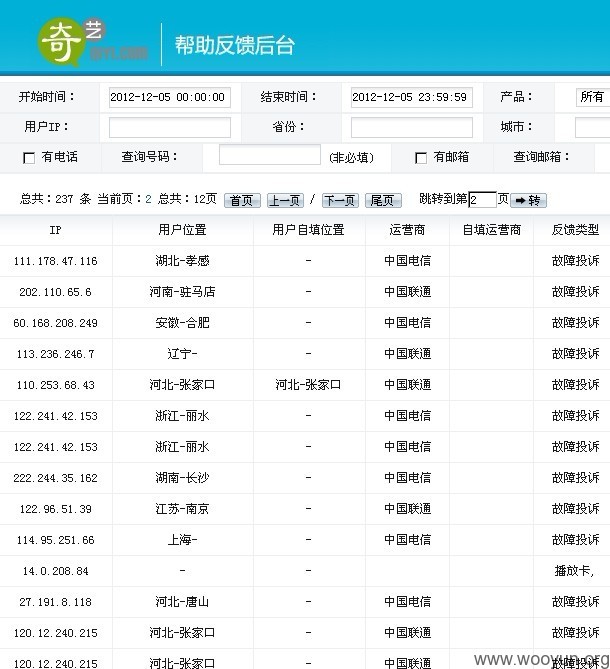 奇艺 帮助反馈后台
开始时间： 2012-12-05 00:00:00 结束时间： 2012-12-05 23:59:59 产品： 所有
用户IP： 省份： 城市：
有电话 查询号码： (非必填) 有邮箱 查询邮箱：
总共：237 条 当前页：2 总共：12页 首页 上一页 / 下一页 尾页 跳转到第2页 转
IP 用户位置 用户自填位置 运营商 自填运营商 反馈类型
111.178.47.116 湖北-孝感 - 中国电信 故障投诉
202.110.65.6 河南-驻马店 - 中国联通 故障投诉
60.168.208.249 安徽-合肥 - 中国电信 故障投诉
113.236.246.7 辽宁- - 中国联通 故障投诉
110.253.68.43 河北-张家口 河北-张家口 中国联通 故障投诉
122.241.42.153 浙江-丽水 - 中国电信 故障投诉
122.241.42.153 浙江-丽水 - 中国电信 故障投诉
222.244.35.162 湖南-长沙 - 中国电信 故障投诉
122.96.51.39 江苏-南京 - 中国联通 故障投诉
114.95.251.66 上海- - 中国电信 故障投诉
14.0.208.84 - - 播放卡,
27.191.8.118 河北-唐山 - 中国电信 故障投诉
120.12.240.215 河北-张家口 - 中国联通 故障投诉
120.12.240.215 河北-张家口 - 中国联通 故障投诉
www.wooyun.org